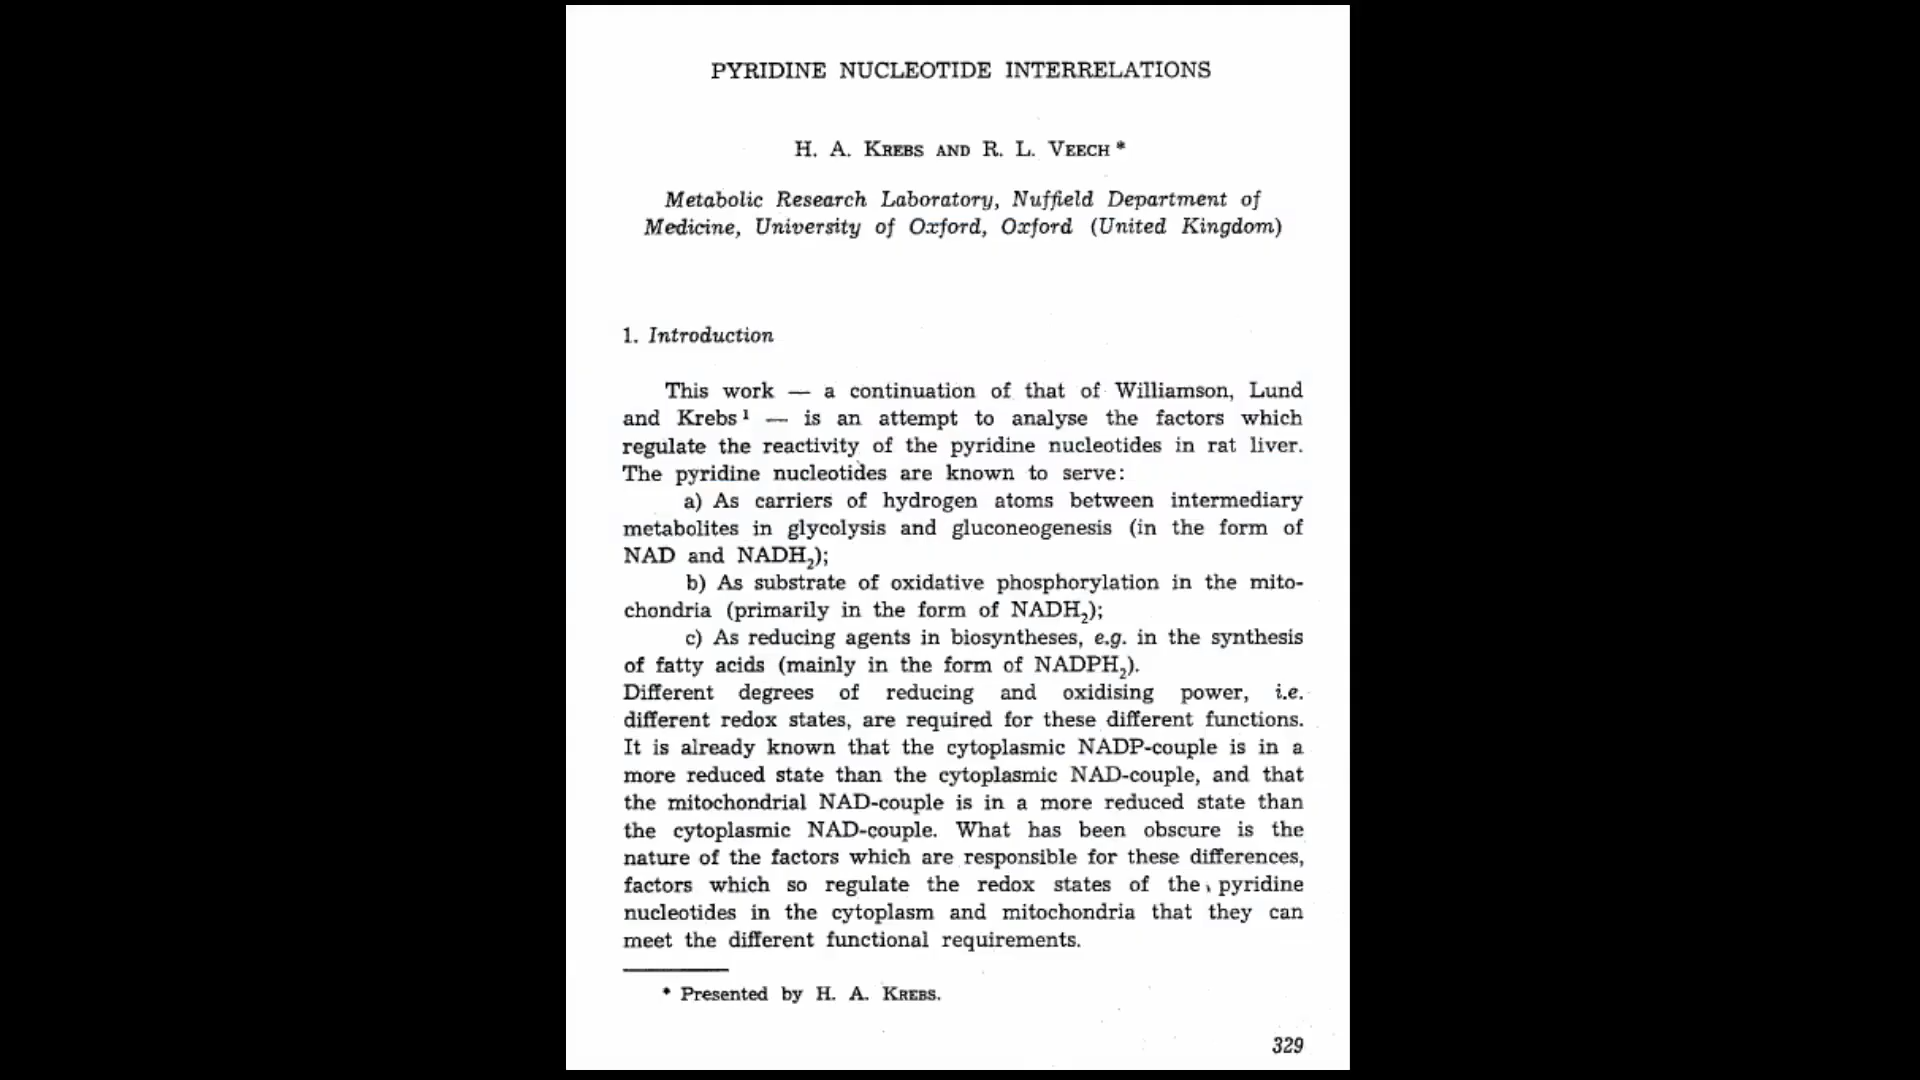 PYRIDINE NUCLEOTIDE INTERRELATIONS
H. A. KREBS AND R. L. VEECH *
Metabolic Research Laboratory, Nuffield Department of
Medicine, University of Oxford, Oxford (United Kingdom)
1. Introduction
This work — a continuation of that of Williamson, Lund
and Krebs ¹ — is an attempt to analyse the factors which
regulate the reactivity of the pyridine nucleotides in rat liver.
The pyridine nucleotides are known to serve:
a) As carriers of hydrogen atoms between intermediary
metabolites in glycolysis and gluconeogenesis (in the form of
NAD and NADH₂);
b) As substrate of oxidative phosphorylation in the mito-
chondria (primarily in the form of NADH₂);
c) As reducing agents in biosyntheses, e.g. in the synthesis
of fatty acids (mainly in the form of NADPH₂).
Different degrees of reducing and oxidising power, i.e.
different redox states, are required for these different functions.
It is already known that the cytoplasmic NADP-couple is in a
more reduced state than the cytoplasmic NAD-couple, and that
the mitochondrial NAD-couple is in a more reduced state than
the cytoplasmic NAD-couple. What has been obscure is the
nature of the factors which are responsible for these differences,
factors which so regulate the redox states of the pyridine
nucleotides in the cytoplasm and mitochondria that they can
meet the different functional requirements.
* Presented by H. A. KREBS.
329